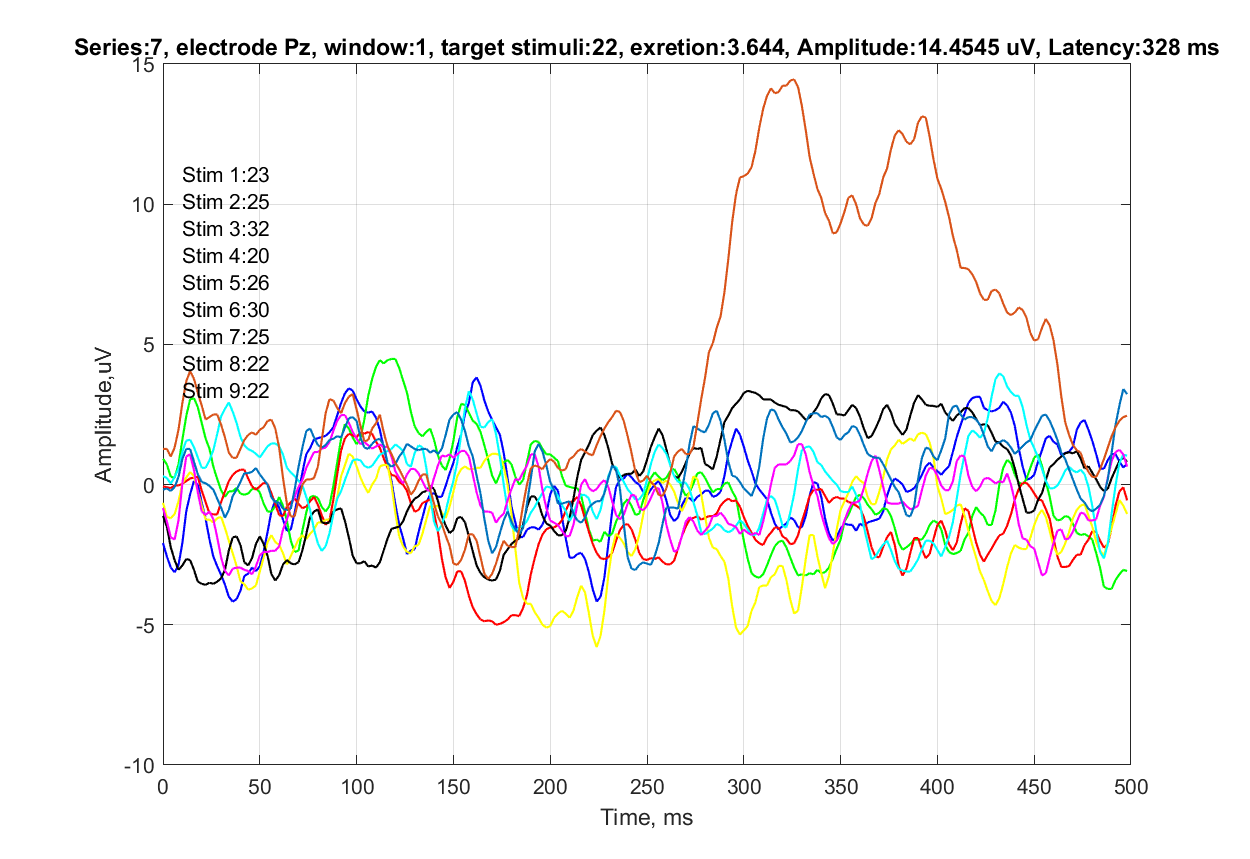 Series:7, electrode Pz, window:1, target stimuli:22, exretion:3.644, Amplitude:14.4545 uV, Latency:328 ms
15
10
5
0
-5
-10
Amplitude,uV
Stim 1:23
Stim 2:25
Stim 3:32
Stim 4:20
Stim 5:26
Stim 6:30
Stim 7:25
Stim 8:22
Stim 9:22
0 50 100 150 200 250 300 350 400 450 500
Time, ms